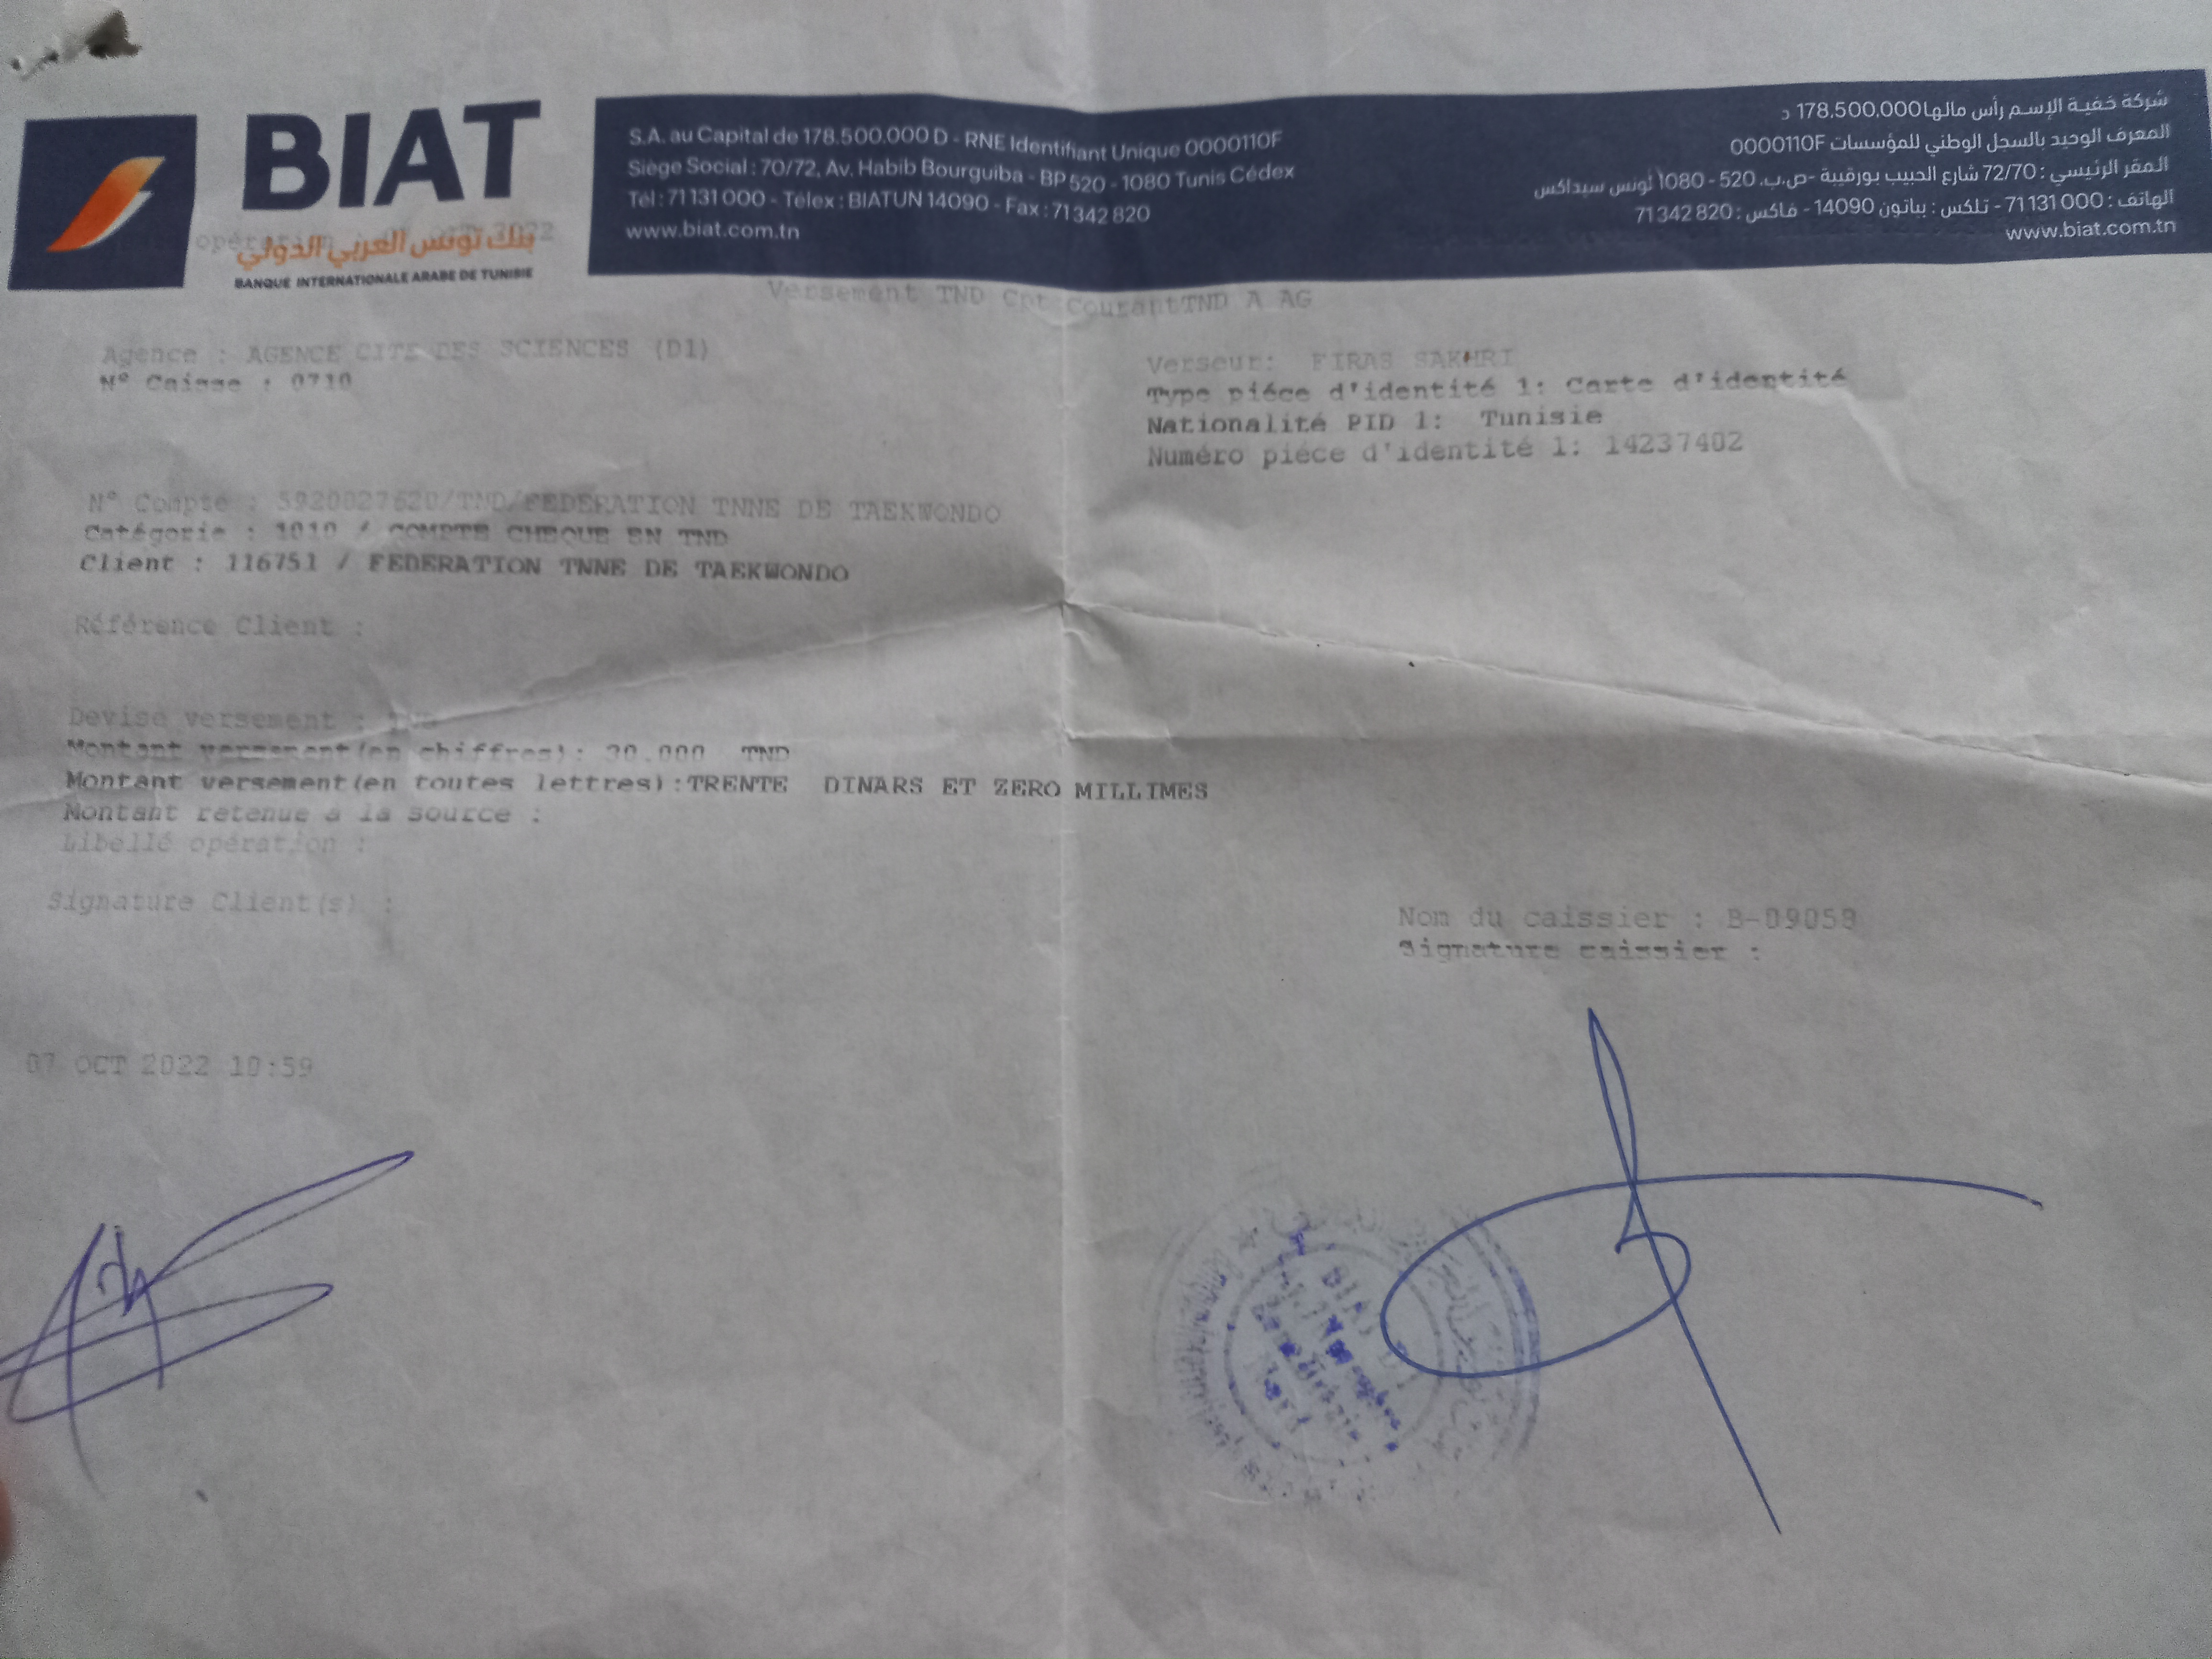 BIAT
بنك تونس العربي الدولي
BANQUE INTERNATIONALE ARABE DE TUNISIE
opération 2022
S.A. au Capital de 178.500.000 D - RNE Identifiant Unique 0000110F
Siège Social : 70/72, Av. Habib Bourguiba - BP 520 - 1080 Tunis Cédex
Tél : 71 131 000 - Télex : BIATUN 14090 - Fax : 71 342 820
www.biat.com.tn
شركة خفية الإسم رأس مالها 178.500.000 د
المعرف الوحيد بالسجل الوطني للمؤسسات 0000110F
المقر الرئيسي : 72/70 شارع الحبيب بورقيبة -ص.ب. 520 - 1080 تونس سيداكس
الهاتف : 71 131 000 - تلكس : بياتون 14090 - فاكس : 71 342 820
www.biat.com.tn
Versement TND Cpt CourantTND A AG
Agence : AGENCE CITE DES SCIENCES (D1)
N° Caisse : 0710
Verseur: FIRAS SAKHRI
Type piéce d'identité 1: Carte d'identité
Nationalité PID 1: Tunisie
Numéro piéce d'identité 1: 14237402
N° Compte : 5920027620/TND/FEDERATION TNNE DE TAEKWONDO
Catégorie : 1010 / COMPTE CHEQUE EN TND
Client : 116751 / FEDERATION TNNE DE TAEKWONDO
Référence Client :
Devise versement : TND
Montant versement(en chiffres): 30.000 TND
Montant versement(en toutes lettres):TRENTE DINARS ET ZERO MILLIMES
Montant retenue à la source :
Libellé opération :
Signature Client(s) :
Nom du caissier : B-09058
Signature caissier :
07 OCT 2022 10:59
BIAT